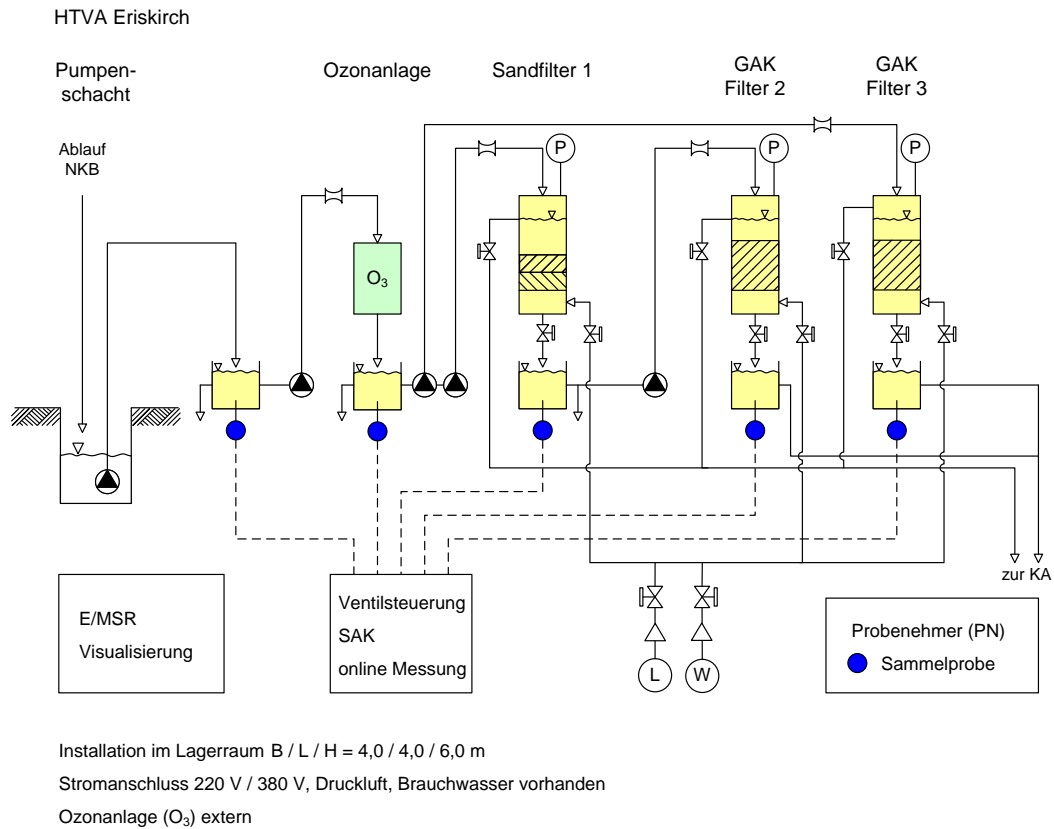 HTVA Eriskirch
Pumpen-
schacht
Ozonanlage
Sandfilter 1
GAK
Filter 2
GAK
Filter 3
Ablauf
NKB
P
P
P
O₃
zur KA
E/MSR
Visualisierung
Ventilsteuerung
SAK
online Messung
L
W
Probenehmer (PN)
Sammelprobe
Installation im Lagerraum B / L / H = 4,0 / 4,0 / 6,0 m
Stromanschluss 220 V / 380 V, Druckluft, Brauchwasser vorhanden
Ozonanlage (O₃) extern